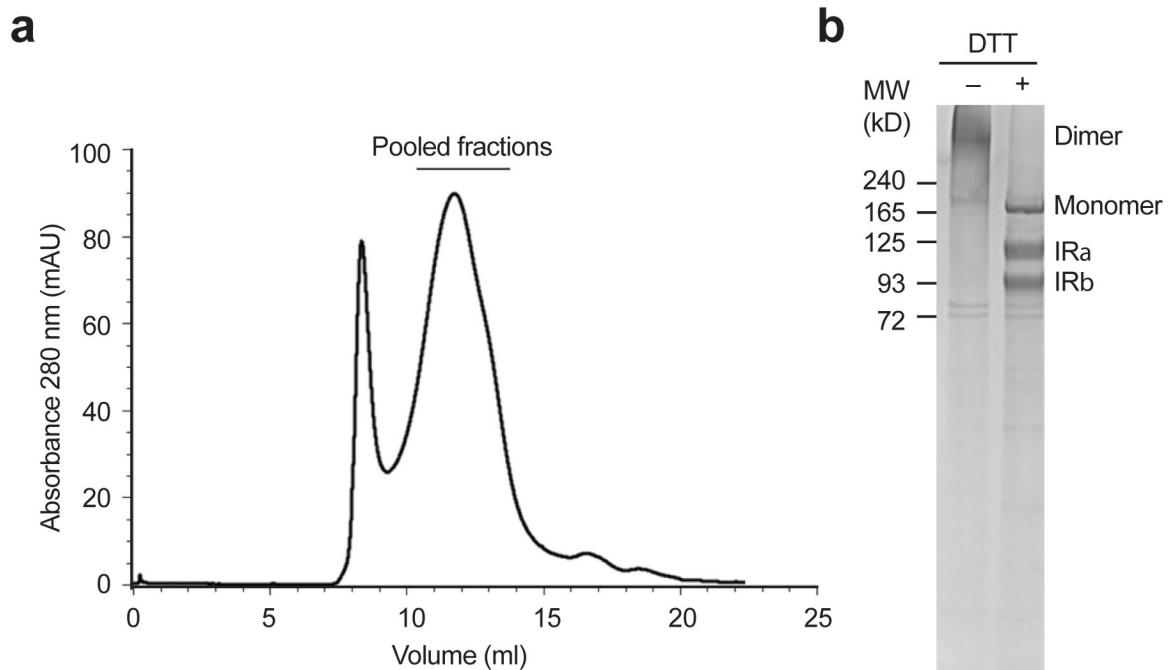 a
Pooled fractions
100
80
60
40
20
0
Absorbance 280 nm (mAU)
0 5 10 15 20 25
Volume (ml)
b
DTT
MW – +
(kD)
Dimer
240
165 Monomer
125 IRa
93 IRb
72